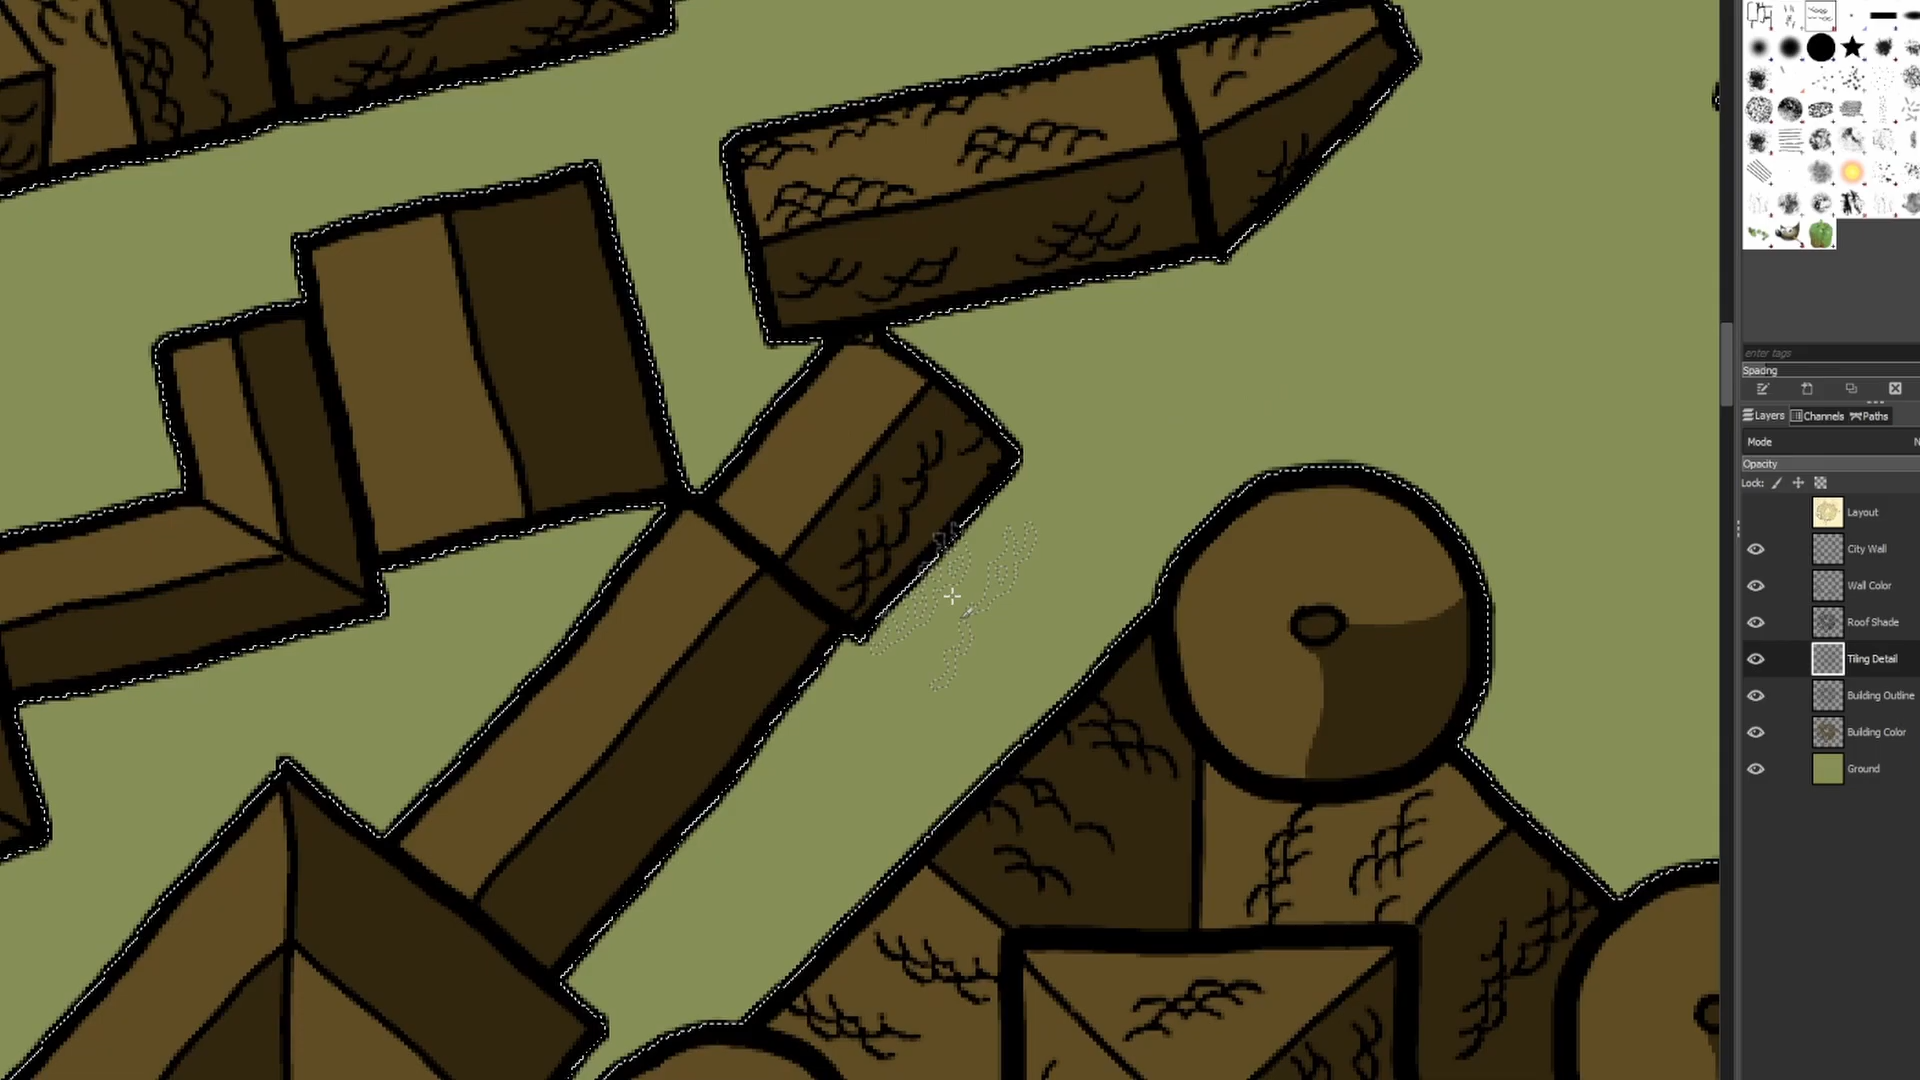 enter tags
Spacing
Layers Channels Paths
Mode N
Opacity
Lock:
Layout
City Wall
Wall Color
Roof Shade
Tiling Detail
Building Outline
Building Color
Ground